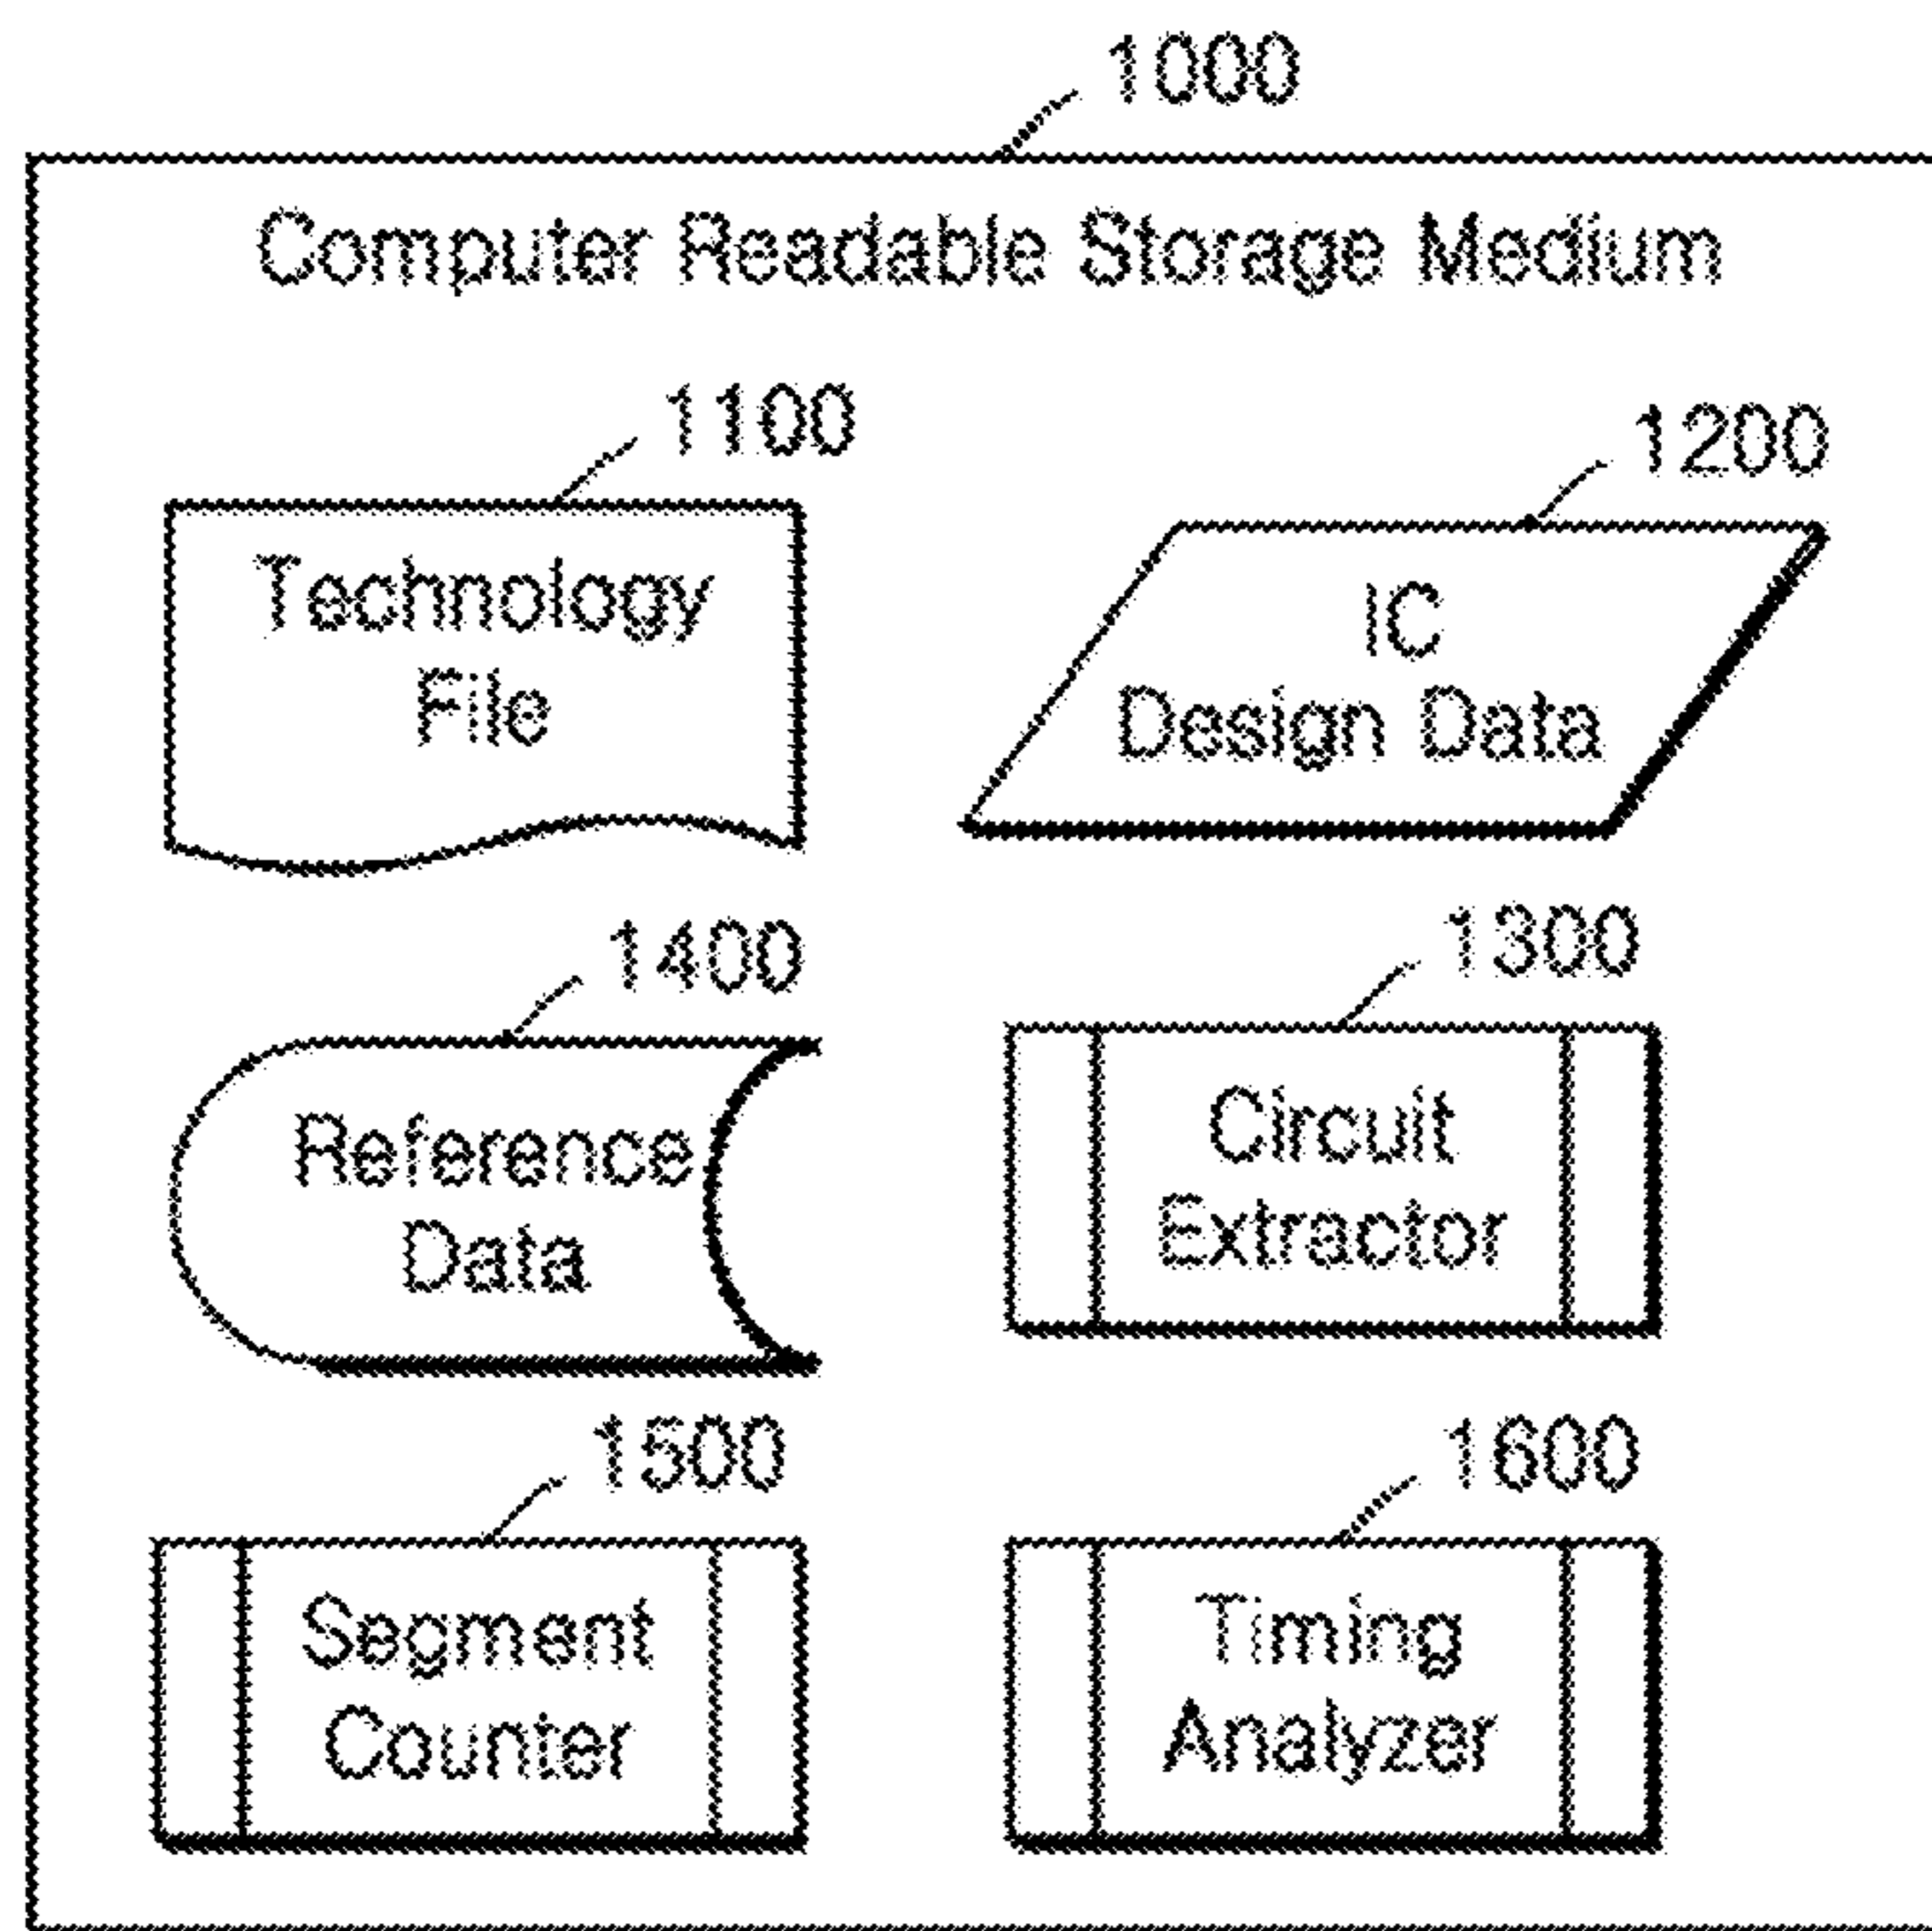 1000
Computer Readable Storage Medium
1100
1200
Technology
File
IC
Design Data
1400
1300
Reference
Data
Circuit
Extractor
1500
1600
Segment
Counter
Timing
Analyzer